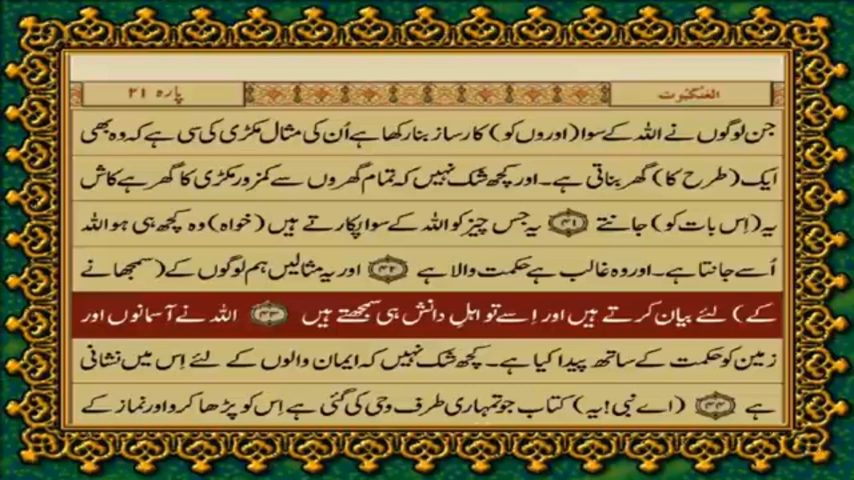 العنكبوت
پارہ ۲۱
جن لوگوں نے اللہ کے سوا (اوروں کو) کارساز بنا رکھا ہے اُن کی مثال مکڑی کی سی ہے کہ وہ بھی
ایک (طرح کا) گھر بناتی ہے۔ اور کچھ شک نہیں کہ تمام گھروں سے کمزور مکڑی کا گھر ہے کاش
یہ (اِس بات کو) جانتے ﴿۴۱﴾ یہ جس چیز کو اللہ کے سوا پکارتے ہیں (خواہ) وہ کچھ ہی ہو اللہ
اُسے جانتا ہے۔ اور وہ غالب ہے حکمت والا ہے ﴿۴۲﴾ اور یہ مثالیں ہم لوگوں کے (سمجھانے
کے) لئے بیان کرتے ہیں اور اِسے تو اہلِ دانش ہی سمجھتے ہیں ﴿۴۳﴾ اللہ نے آسمانوں اور
زمین کو حکمت کے ساتھ پیدا کیا ہے۔ کچھ شک نہیں کہ ایمان والوں کے لئے اِس میں نشانی
ہے ﴿۴۴﴾ (اے نبی! یہ) کتاب جو تمہاری طرف وحی کی گئی ہے اِس کو پڑھا کرو اور نماز کے